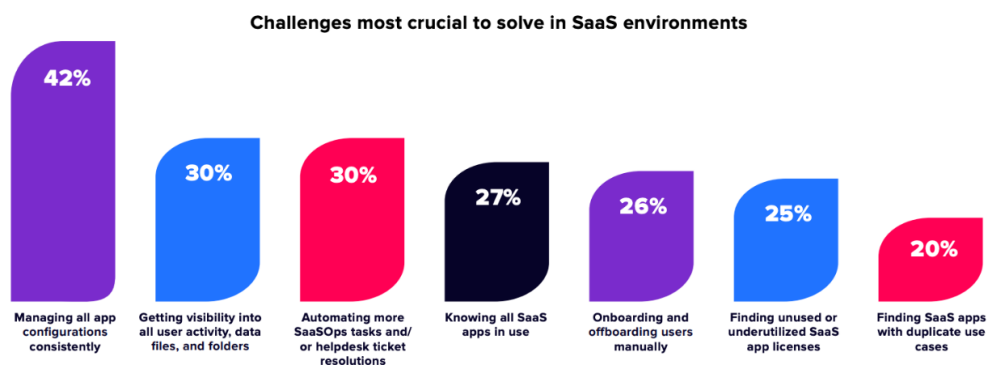 Challenges most crucial to solve in SaaS environments
42%
30%
30%
27%
26%
25%
20%
Managing all app
configurations
consistently
Getting visibility into
all user activity, data
files, and folders
Automating more
SaaSOps tasks and/
or helpdesk ticket
resolutions
Knowing all SaaS
apps in use
Onboarding and
offboarding users
manually
Finding unused or
underutilized SaaS
app licenses
Finding SaaS apps
with duplicate use
cases